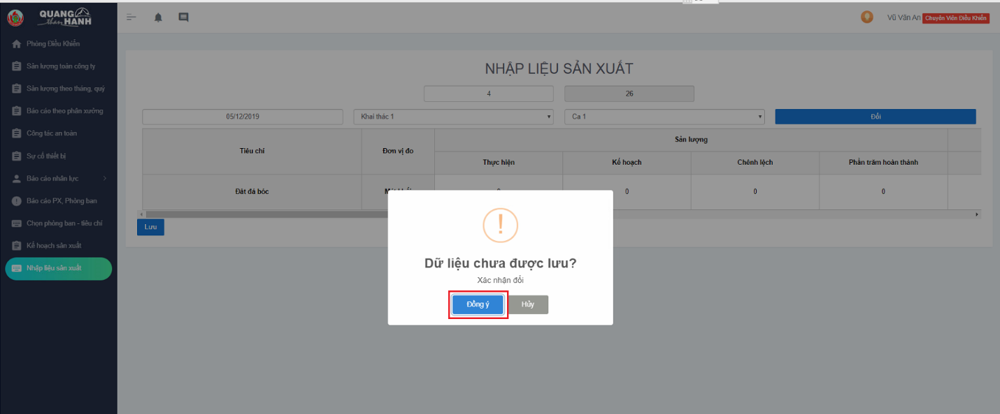 QUANG
than HANH
Vũ Văn An Chuyên Viên Điều Khiển
Phòng Điều Khiển
Sản lượng toàn công ty
Sản lượng theo tháng, quý
Báo cáo theo phân xưởng
Công tác an toàn
Sự cố thiết bị
Báo cáo nhân lực
Báo cáo PX, Phòng ban
Chọn phòng ban - tiêu chí
Kế hoạch sản xuất
Nhập liệu sản xuất
NHẬP LIỆU SẢN XUẤT
4 26
05/12/2019 Khai thác 1 Ca 1 Đổi
Tiêu chí Đơn vị đo Sản lượng
Thực hiện Kế hoạch Chênh lệch Phần trăm hoàn thành
Đất đá bóc 0 0 0
Lưu
Dữ liệu chưa được lưu?
Xác nhận đổi
Đồng ý Hủy